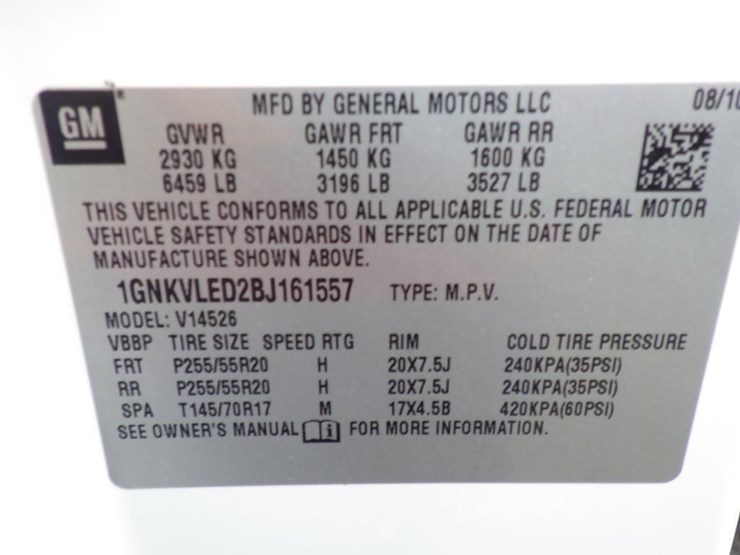 GM
MFD BY GENERAL MOTORS LLC 08/10
GVWR GAWR FRT GAWR RR
2930 KG 1450 KG 1600 KG
6459 LB 3196 LB 3527 LB
THIS VEHICLE CONFORMS TO ALL APPLICABLE U.S. FEDERAL MOTOR
VEHICLE SAFETY STANDARDS IN EFFECT ON THE DATE OF
MANUFACTURE SHOWN ABOVE.
1GNKVLED2BJ161557 TYPE: M.P.V.
MODEL: V14526
VBBP TIRE SIZE SPEED RTG RIM COLD TIRE PRESSURE
FRT P255/55R20 H 20X7.5J 240KPA(35PSI)
RR P255/55R20 H 20X7.5J 240KPA(35PSI)
SPA T145/70R17 M 17X4.5B 420KPA(60PSI)
SEE OWNER'S MANUAL i FOR MORE INFORMATION.